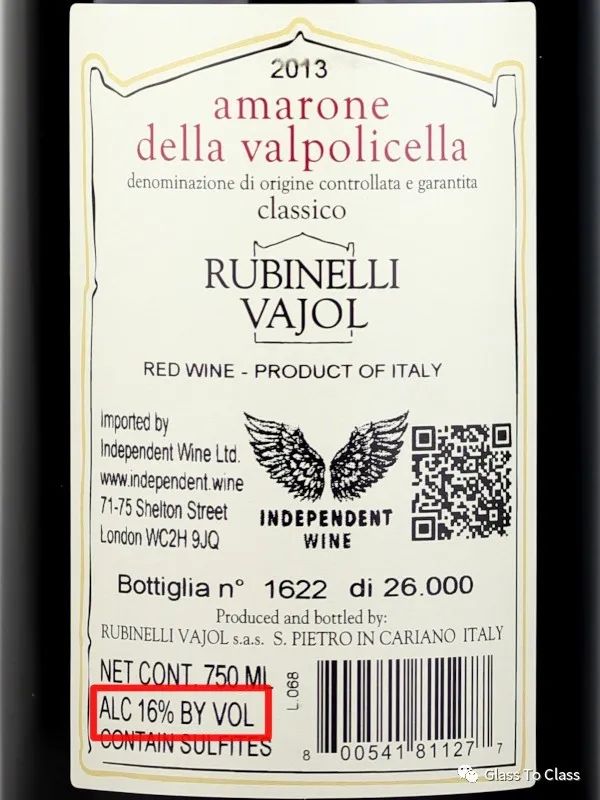 2013
amarone
della valpolicella
denominazione di origine controllata e garantita
classico
RUBINELLI
VAJOL
RED WINE - PRODUCT OF ITALY
Imported by
Independent Wine Ltd.
www.independent.wine
71-75 Shelton Street
London WC2H 9JQ
INDEPENDENT
WINE
Bottiglia n° 1622 di 26.000
Produced and bottled by:
RUBINELLI VAJOL s.a.s. S. PIETRO IN CARIANO ITALY
NET CONT. 750 ML
ALC 16% BY VOL
CONTAIN SULFITES
L.068
8 00541 81127 7
Glass To Class